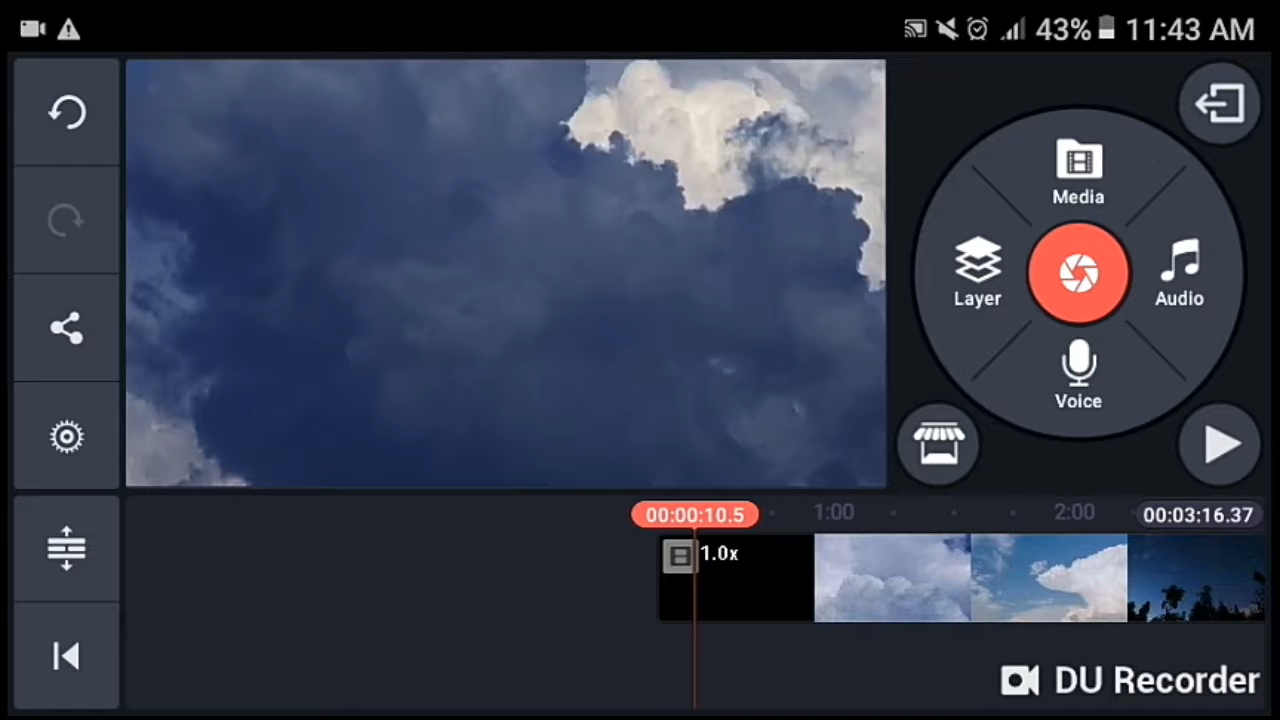 43% 11:43 AM
Media
Layer
Audio
Voice
00:00:10.5 1:00 2:00 00:03:16.37
1.0x
DU Recorder